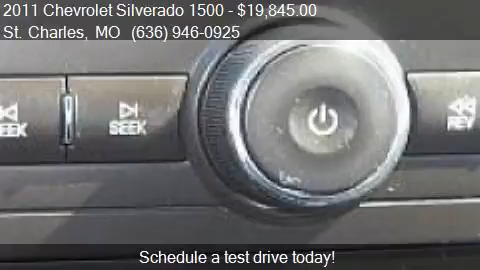 2011 Chevrolet Silverado 1500 - $19,845.00
St. Charles, MO (636) 946-0925
SEEK
SEEK
REV
Schedule a test drive today!